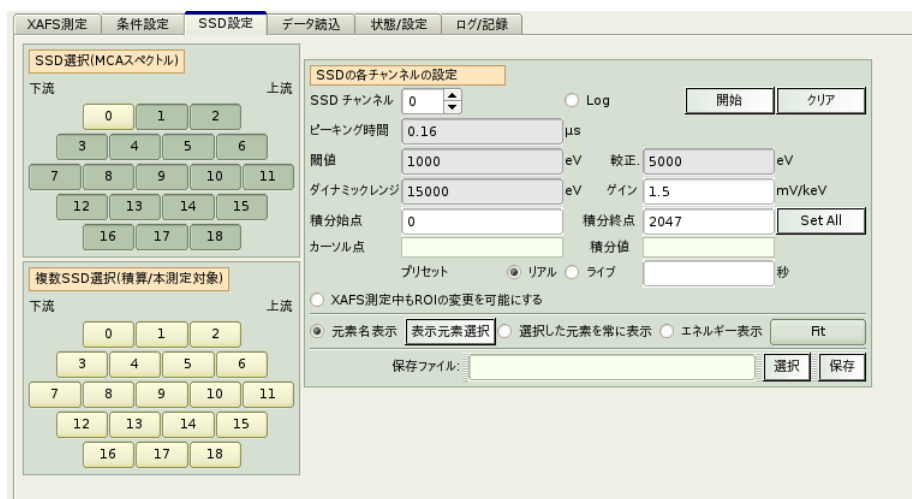 XAFS測定 条件設定 SSD設定 データ読込 状態/設定 ログ/記録
SSD選択(MCAスペクトル)
下流 上流
0 1 2
3 4 5 6
7 8 9 10 11
12 13 14 15
16 17 18
複数SSD選択(積算/本測定対象)
下流 上流
0 1 2
3 4 5 6
7 8 9 10 11
12 13 14 15
16 17 18
SSDの各チャンネルの設定
SSD チャンネル 0 Log 開始 クリア
ピーキング時間 0.16 μs
閾値 1000 eV 較正. 5000 eV
ダイナミックレンジ 15000 eV ゲイン 1.5 mV/keV
積分始点 0 積分終点 2047 Set All
カーソル点 積分値
プリセット リアル ライブ 秒
XAFS測定中もROIの変更を可能にする
元素名表示 表示元素選択 選択した元素を常に表示 エネルギー表示 Fit
保存ファイル: 選択 保存